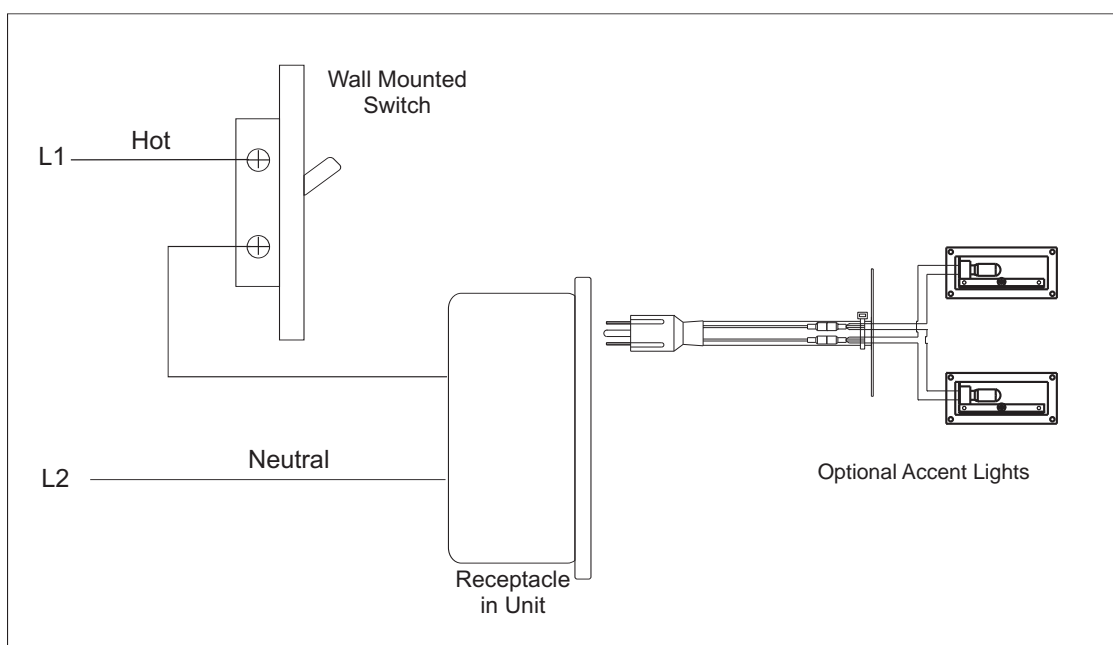 Wall Mounted
Switch
Hot
L1
Neutral
L2
Optional Accent Lights
Receptacle
in Unit